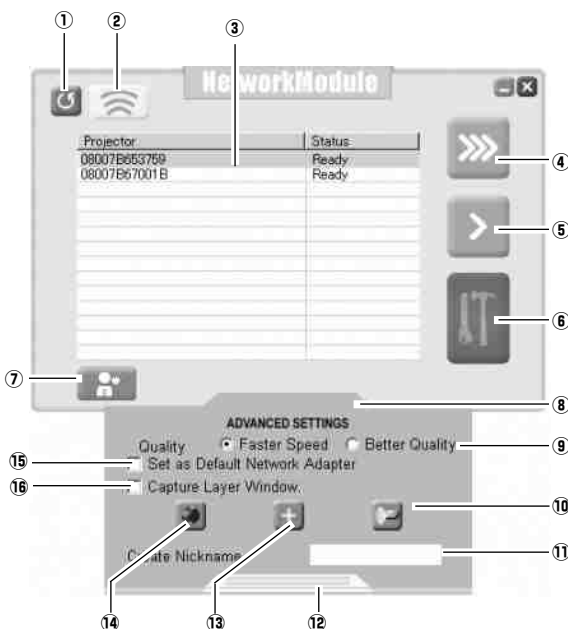 ① ② ③
NetworkModule
Projector Status
08007B653759 Ready
08007B67001B Ready
④
⑤
⑥
⑦
⑧
ADVANCED SETTINGS
Quality Faster Speed Better Quality
⑨
⑮ Set as Default Network Adapter
⑯ Capture Layer Window.
⑩
Create Nickname
⑪
⑭ ⑬ ⑫